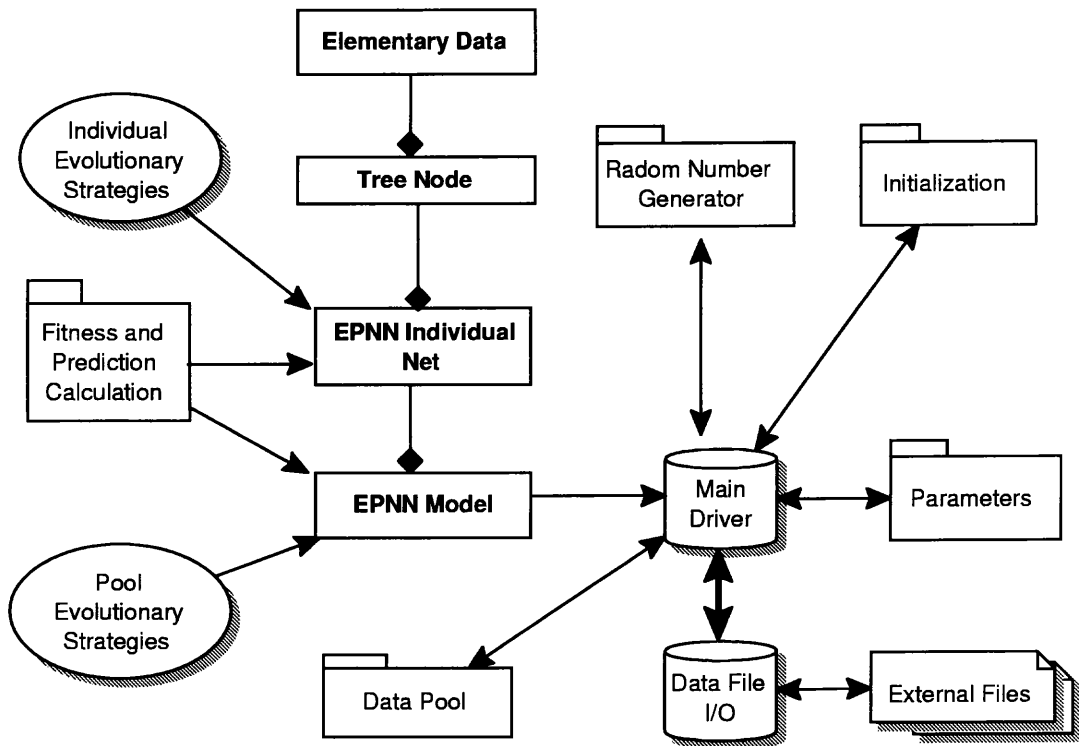 Elementary Data
Individual
Evolutionary
Strategies
Tree Node
Radom Number
Generator
Initialization
Fitness and
Prediction
Calculation
EPNN Individual
Net
EPNN Model
Main
Driver
Parameters
Pool
Evolutionary
Strategies
Data Pool
Data File
I/O
External Files